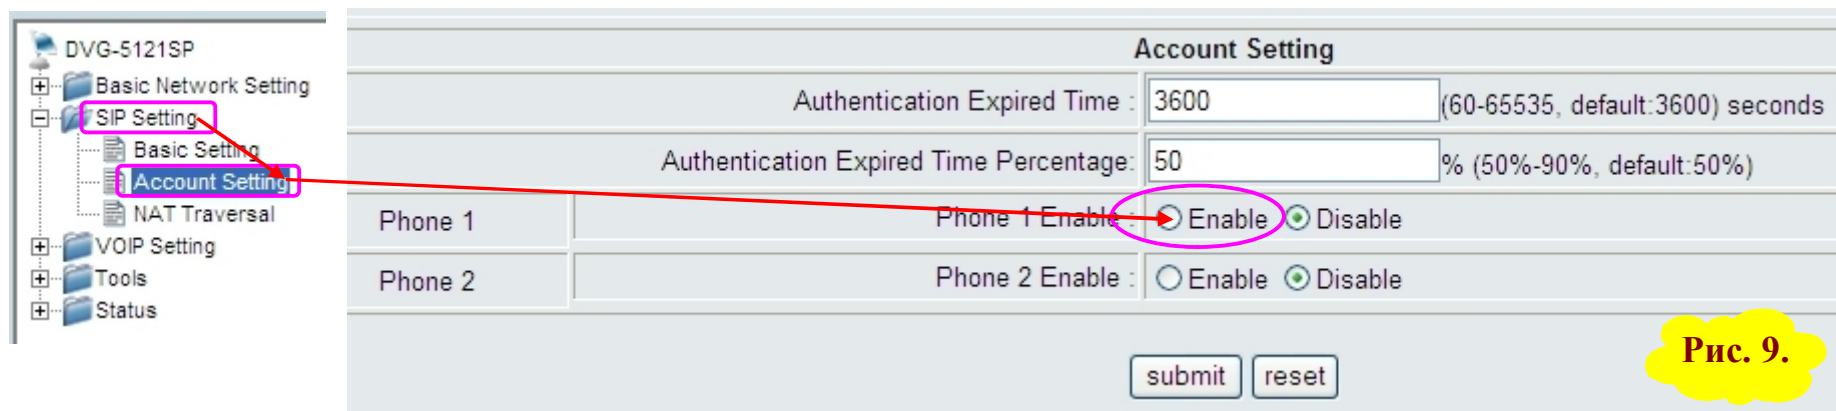 DVG-5121SP
Basic Network Setting
SIP Setting
Basic Setting
Account Setting
NAT Traversal
VOIP Setting
Tools
Status
Account Setting
Authentication Expired Time : 3600 (60-65535, default:3600) seconds
Authentication Expired Time Percentage: 50 % (50%-90%, default:50%)
Phone 1 Phone 1 Enable : Enable Disable
Phone 2 Phone 2 Enable : Enable Disable
submit reset
Рис. 9.